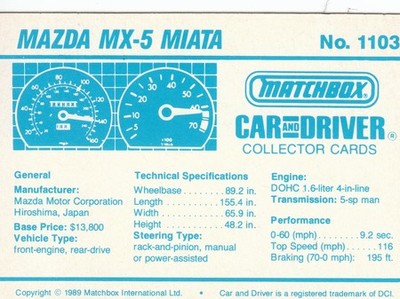 MAZDA MX-5 MIATA
No. 1103
MATCHBOX
CAR AND DRIVER ®
COLLECTOR CARDS
General
Manufacturer:
Mazda Motor Corporation
Hiroshima, Japan
Base Price: $13,800
Vehicle Type:
front-engine, rear-drive
Technical Specifications
Wheelbase . . . . . . . . 89.2 in.
Length . . . . . . . . . . 155.4 in.
Width . . . . . . . . . . . 65.9 in.
Height . . . . . . . . . . . 48.2 in.
Steering Type:
rack-and-pinion, manual
or power-assisted
Engine:
DOHC 1.6-liter 4-in-line
Transmission: 5-sp man
Performance
0-60 (mph) . . . . . . . 9.2 sec.
Top Speed (mph) . . . . . 116
Braking (70-0 mph) 195 ft.
Copyright © 1989 Matchbox International Ltd. • Car and Driver is a registered trademark of DCI.